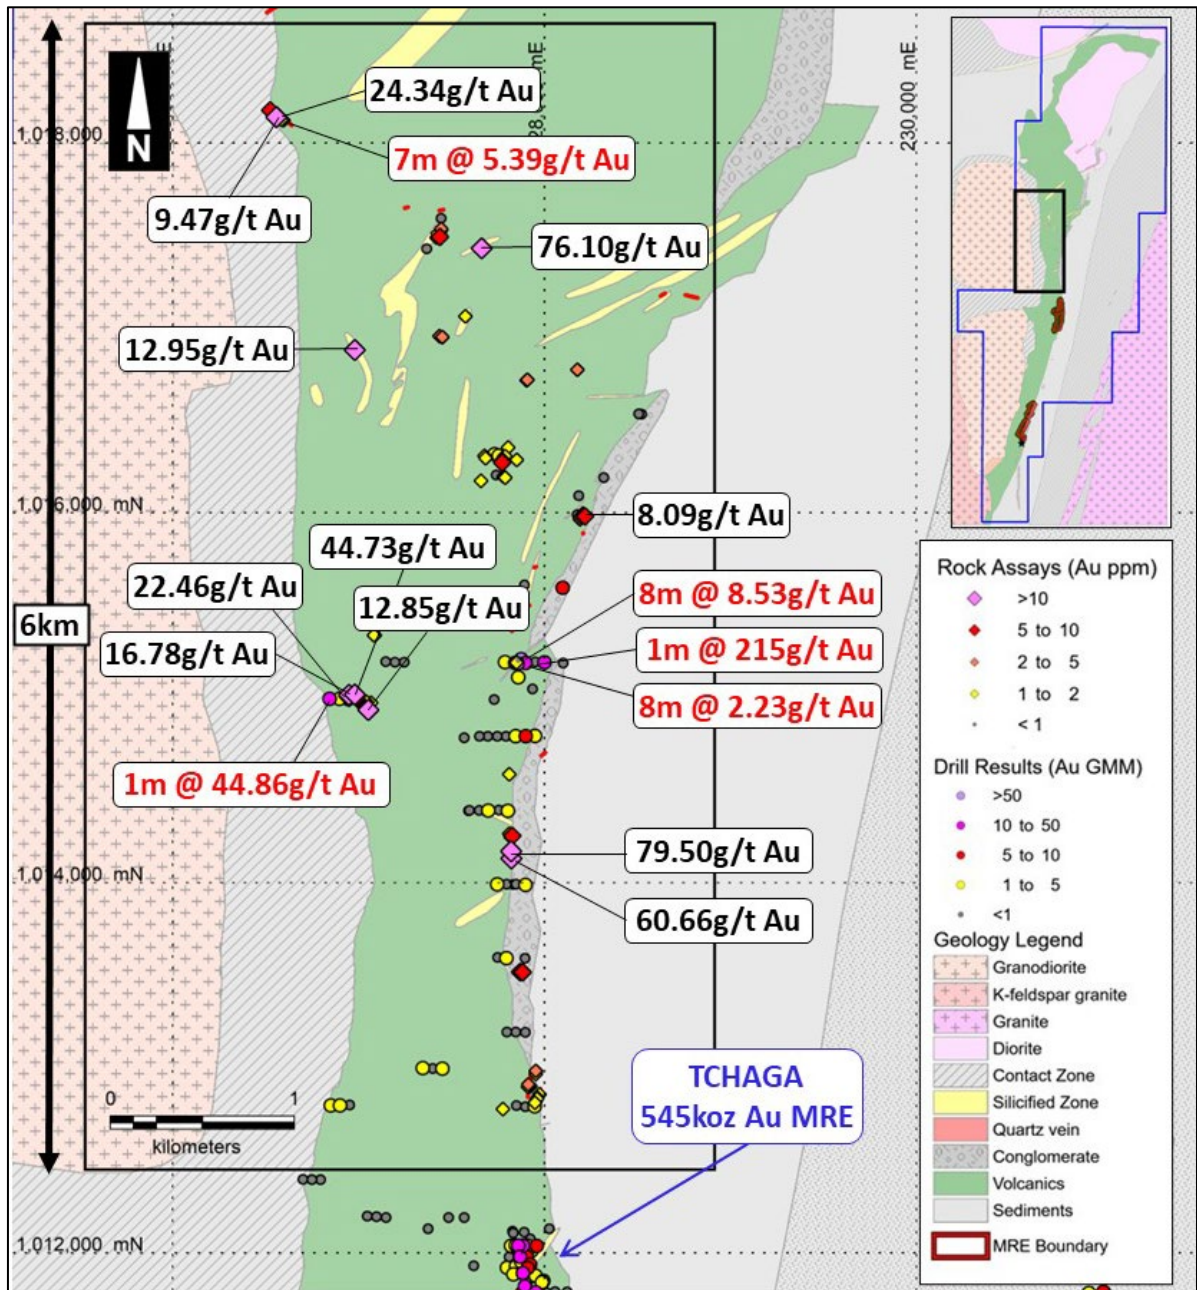 mE
mE
mE
N
1,018,000
230,000
24.34g/t Au
7m @ 5.39g/t Au
9.47g/t Au
76.10g/t Au
12.95g/t Au
1,016,000 mN
8.09g/t Au
44.73g/t Au
22.46g/t Au
12.85g/t Au
16.78g/t Au
6km
8m @ 8.53g/t Au
1m @ 215g/t Au
8m @ 2.23g/t Au
1m @ 44.86g/t Au
79.50g/t Au
1,014,000 mN
60.66g/t Au
TCHAGA
545koz Au MRE
0 1
kilometers
1,012,000 mN
Rock Assays (Au ppm)
>10
5 to 10
2 to 5
1 to 2
< 1
Drill Results (Au GMM)
>50
10 to 50
5 to 10
1 to 5
<1
Geology Legend
Granodiorite
K-feldspar granite
Granite
Diorite
Contact Zone
Silicified Zone
Quartz vein
Conglomerate
Volcanics
Sediments
MRE Boundary